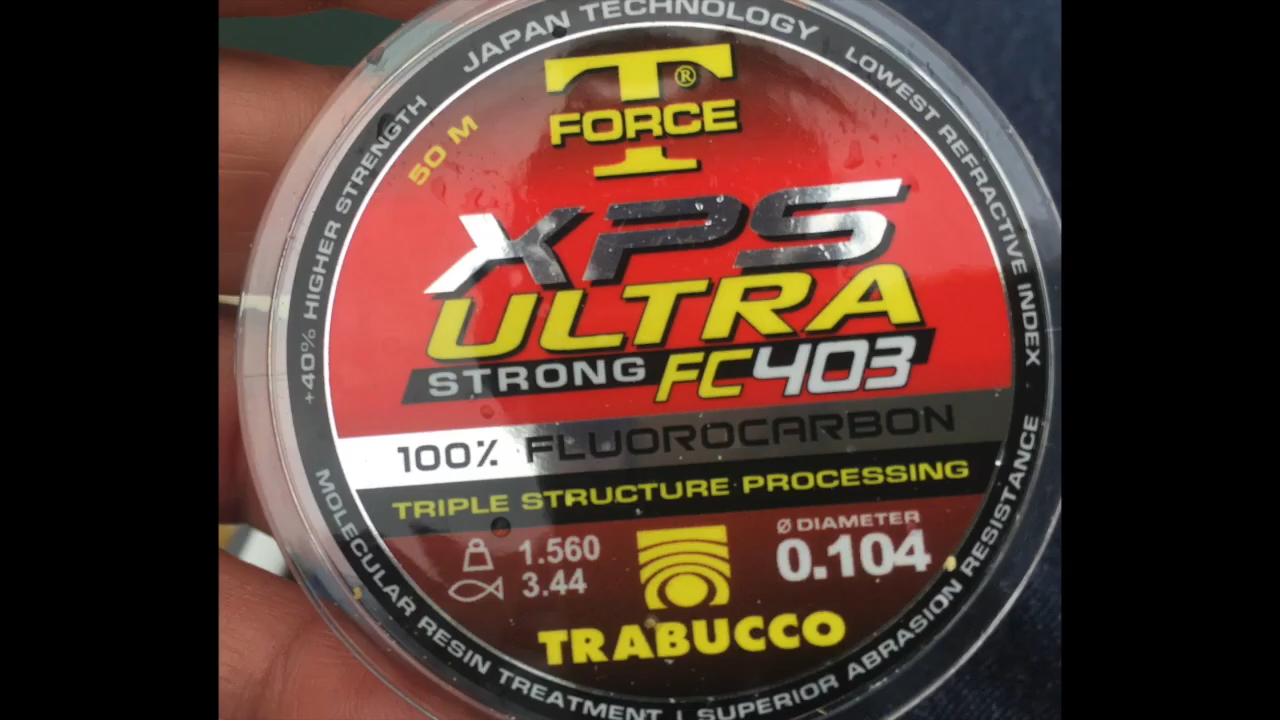 JAPAN TECHNOLOGY
LOWEST REFRACTIVE INDEX
+40% HIGHER STRENGTH
50 M
T®
FORCE
XPS
ULTRA
STRONG FC403
100% FLUOROCARBON
TRIPLE STRUCTURE PROCESSING
1.560
3.44
Ø DIAMETER
0.104
TRABUCCO
MOLECULAR RESIN TREATMENT | SUPERIOR ABRASION RESISTANCE